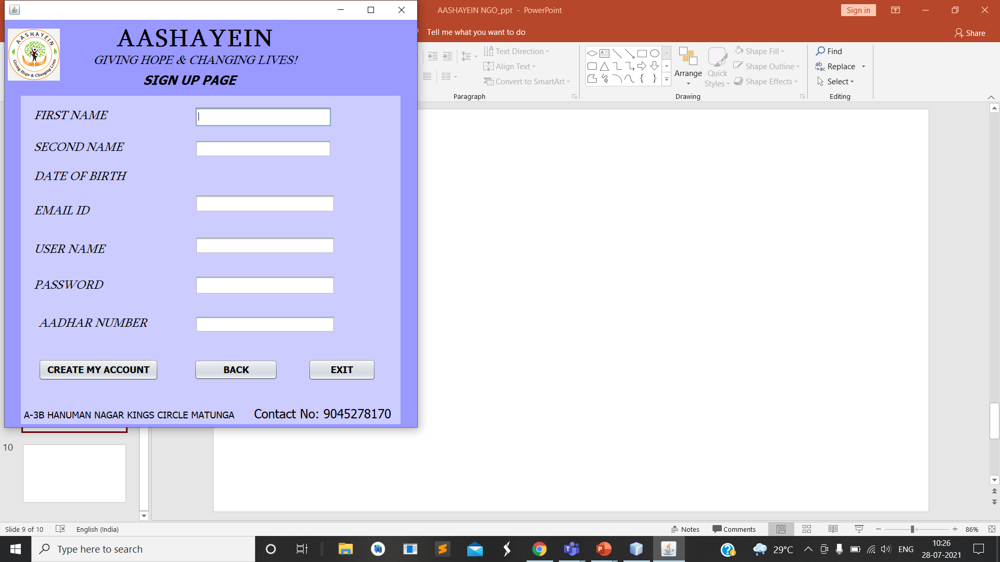 AASHAYEIN NGO_ppt - PowerPoint
Sign in
Tell me what you want to do
Share
Text Direction
Align Text
Convert to SmartArt
Paragraph
Arrange
Quick
Styles
Shape Fill
Shape Outline
Shape Effects
Drawing
Find
Replace
Select
Editing
AASHAYEIN
Giving Hope & Changing Lives
AASHAYEIN
GIVING HOPE & CHANGING LIVES!
SIGN UP PAGE
FIRST NAME
SECOND NAME
DATE OF BIRTH
EMAIL ID
USER NAME
PASSWORD
AADHAR NUMBER
CREATE MY ACCOUNT
BACK
EXIT
A-3B HANUMAN NAGAR KINGS CIRCLE MATUNGA
Contact No: 9045278170
10
Slide 9 of 10
English (India)
Notes
Comments
86%
Type here to search
29°C
ENG
10:26
28-07-2021